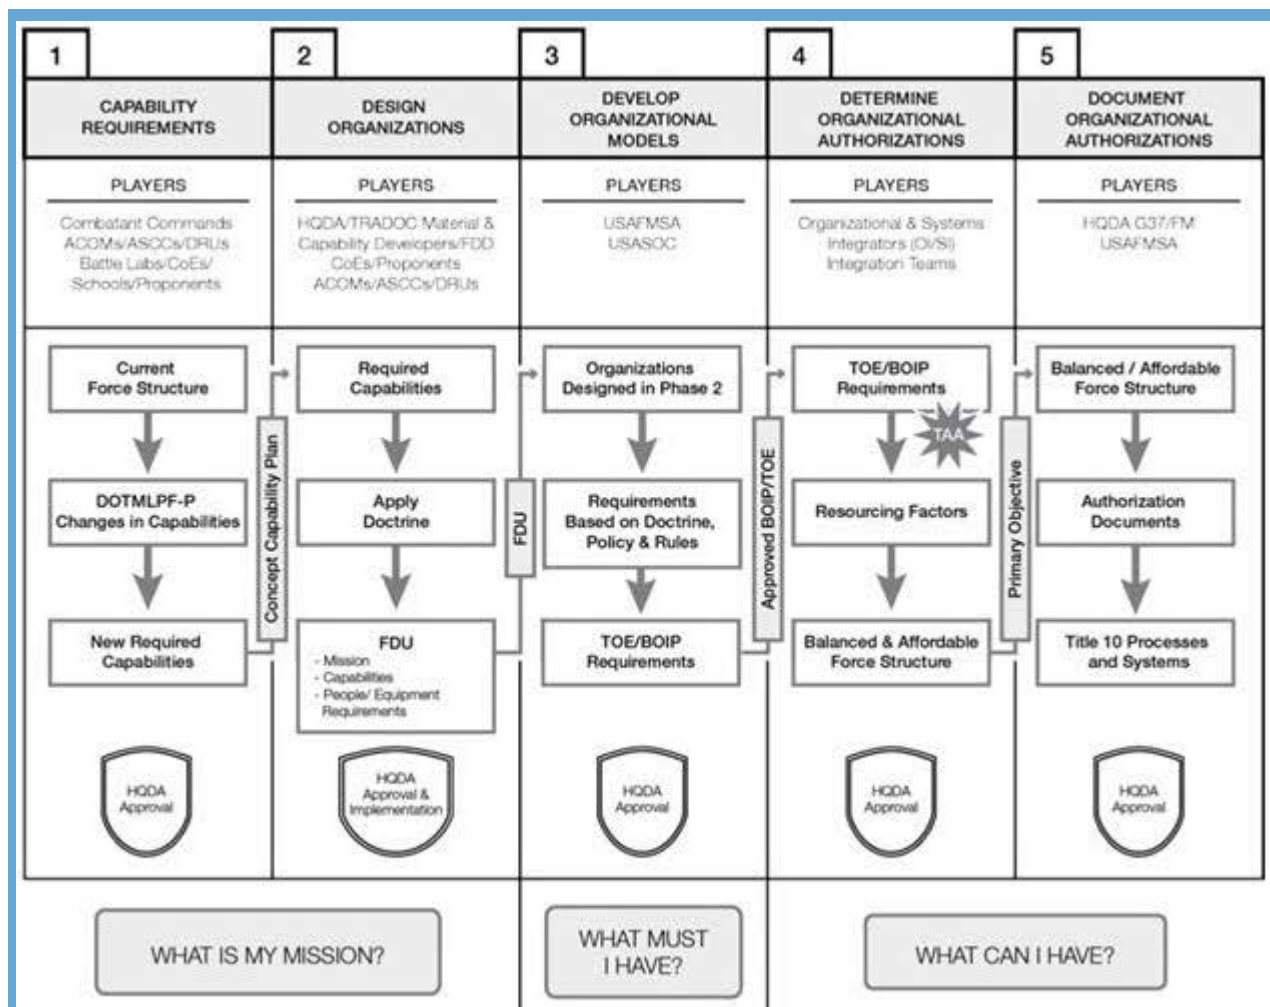 1
2
3
4
5
CAPABILITY
REQUIREMENTS
DESIGN
ORGANIZATIONS
DEVELOP
ORGANIZATIONAL
MODELS
DETERMINE
ORGANIZATIONAL
AUTHORIZATIONS
DOCUMENT
ORGANIZATIONAL
AUTHORIZATIONS
PLAYERS
Combatant Commands
ACOMs/ASCCs/DRUs
Battle Labs/CoEs/
Schools/Proponents
PLAYERS
HQDA/TRADOC Material &
Capability Developers/FDD
CoEs/Proponents
ACOMs/ASCCs/DRUs
PLAYERS
USAFMSA
USASOC
PLAYERS
Organizational & Systems
Integrators (OI/SI)
Integration Teams
PLAYERS
HQDA G37/FM
USAFMSA
Current
Force Structure
DOTMLPF-P
Changes in Capabilities
New Required
Capabilities
HQDA
Approval
Concept Capability Plan
Required
Capabilities
Apply
Doctrine
FDU
- Mission
- Capabilities
- People/ Equipment
Requirements
HQDA
Approval &
Implementation
FDU
Organizations
Designed in Phase 2
Requirements
Based on Doctrine,
Policy & Rules
TOE/BOIP
Requirements
HQDA
Approval
Approved BOIP/TOE
TOE/BOIP
Requirements
TAA
Resourcing Factors
Balanced & Affordable
Force Structure
HQDA
Approval
Primary Objective
Balanced / Affordable
Force Structure
Authorization
Documents
Title 10 Processes
and Systems
HQDA
Approval
WHAT IS MY MISSION?
WHAT MUST
I HAVE?
WHAT CAN I HAVE?